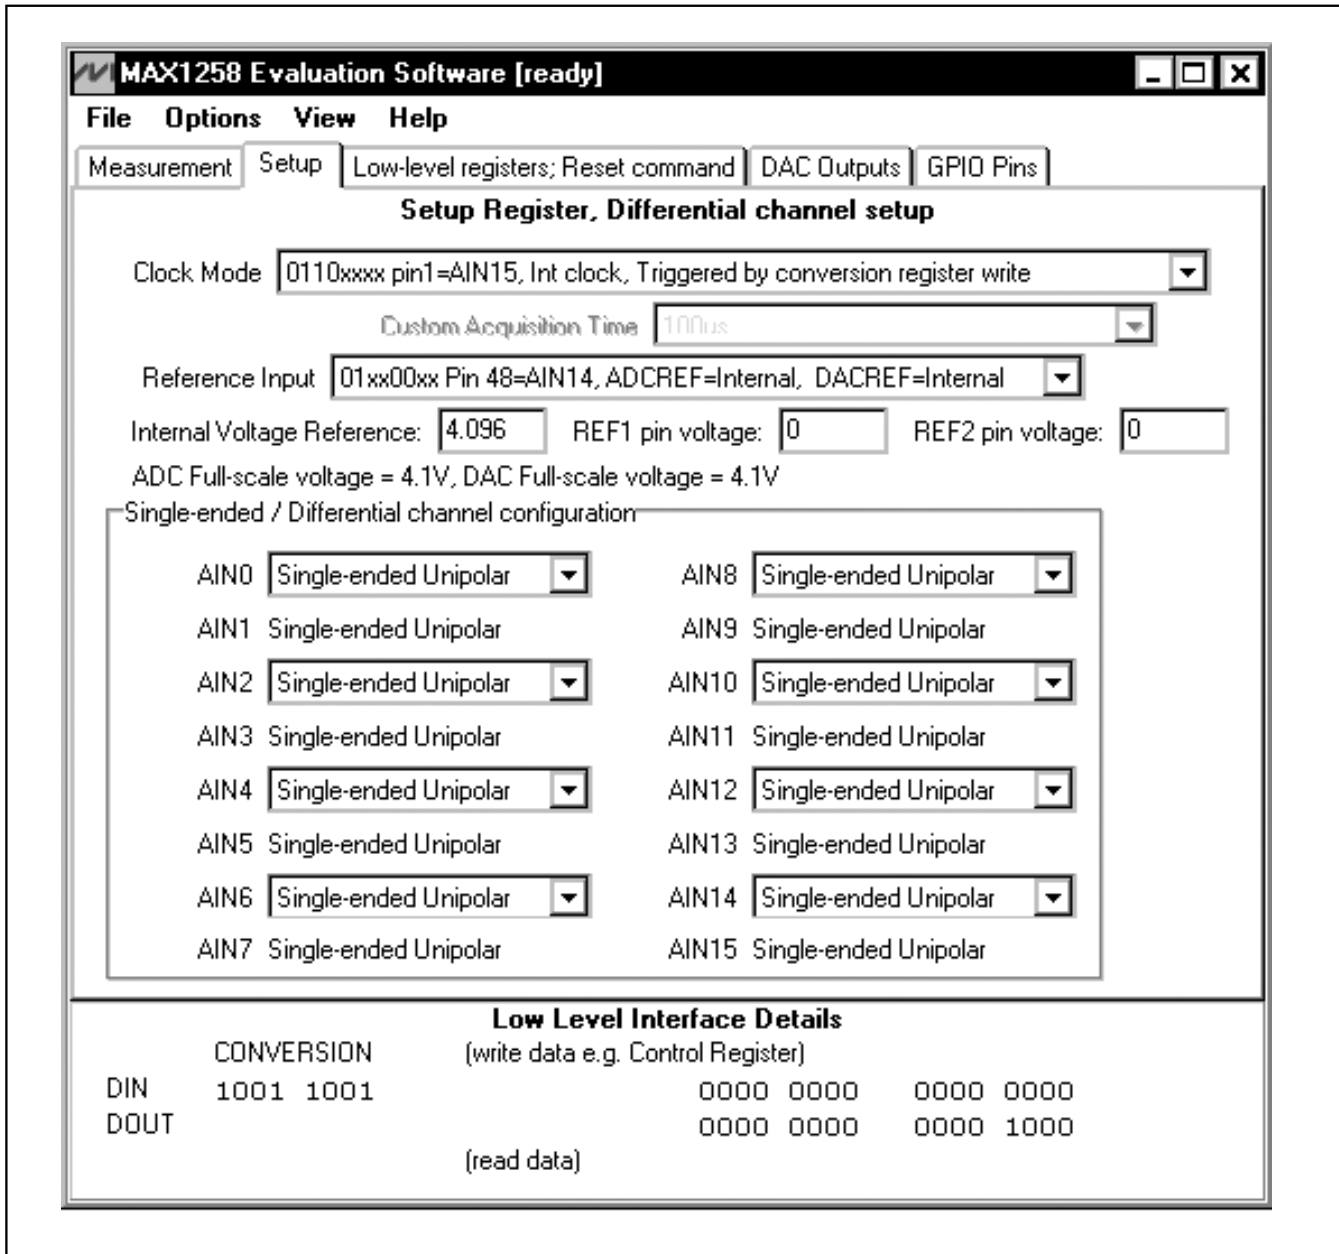 MAX1258 Evaluation Software [ready]
File Options View Help
Measurement Setup Low-level registers; Reset command DAC Outputs GPIO Pins
Setup Register, Differential channel setup
Clock Mode 0110xxxx pin1=AIN15, Int clock, Triggered by conversion register write
Custom Acquisition Time 100us
Reference Input 01xx00xx Pin 48=AIN14, ADCREF=Internal, DACREF=Internal
Internal Voltage Reference: 4.096 REF1 pin voltage: 0 REF2 pin voltage: 0
ADC Full-scale voltage = 4.1V, DAC Full-scale voltage = 4.1V
Single-ended / Differential channel configuration
AIN0 Single-ended Unipolar AIN8 Single-ended Unipolar
AIN1 Single-ended Unipolar AIN9 Single-ended Unipolar
AIN2 Single-ended Unipolar AIN10 Single-ended Unipolar
AIN3 Single-ended Unipolar AIN11 Single-ended Unipolar
AIN4 Single-ended Unipolar AIN12 Single-ended Unipolar
AIN5 Single-ended Unipolar AIN13 Single-ended Unipolar
AIN6 Single-ended Unipolar AIN14 Single-ended Unipolar
AIN7 Single-ended Unipolar AIN15 Single-ended Unipolar
Low Level Interface Details
CONVERSION (write data e.g. Control Register)
DIN 1001 1001 0000 0000 0000 0000
DOUT 0000 0000 0000 1000
(read data)